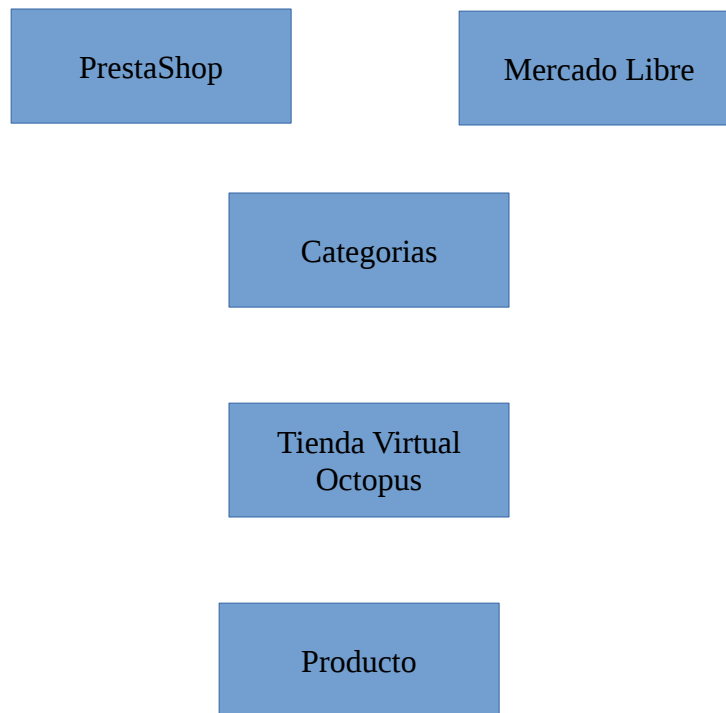 PrestaShop
Mercado Libre
Categorias
Tienda Virtual
Octopus
Producto